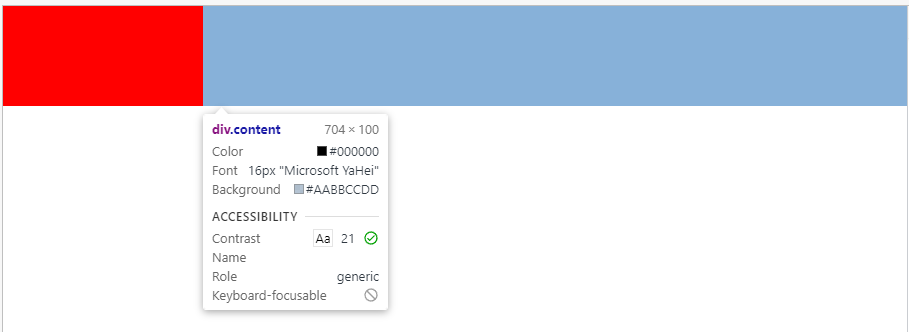 div.content 704 × 100
Color #000000
Font 16px "Microsoft YaHei"
Background #AABBCCDD
ACCESSIBILITY
Contrast Aa 21
Name
Role generic
Keyboard-focusable